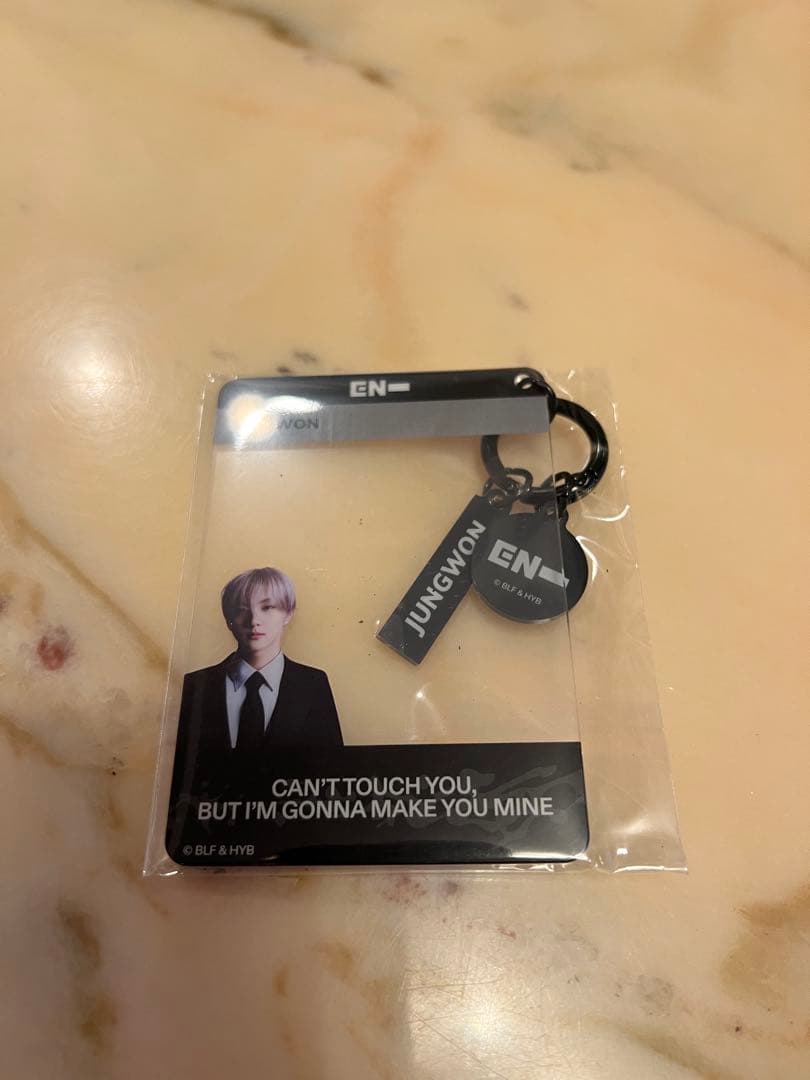 EN-
WON
JUNGWON
EN-
© BLF & HYB
CAN'T TOUCH YOU,
BUT I'M GONNA MAKE YOU MINE
© BLF & HYB